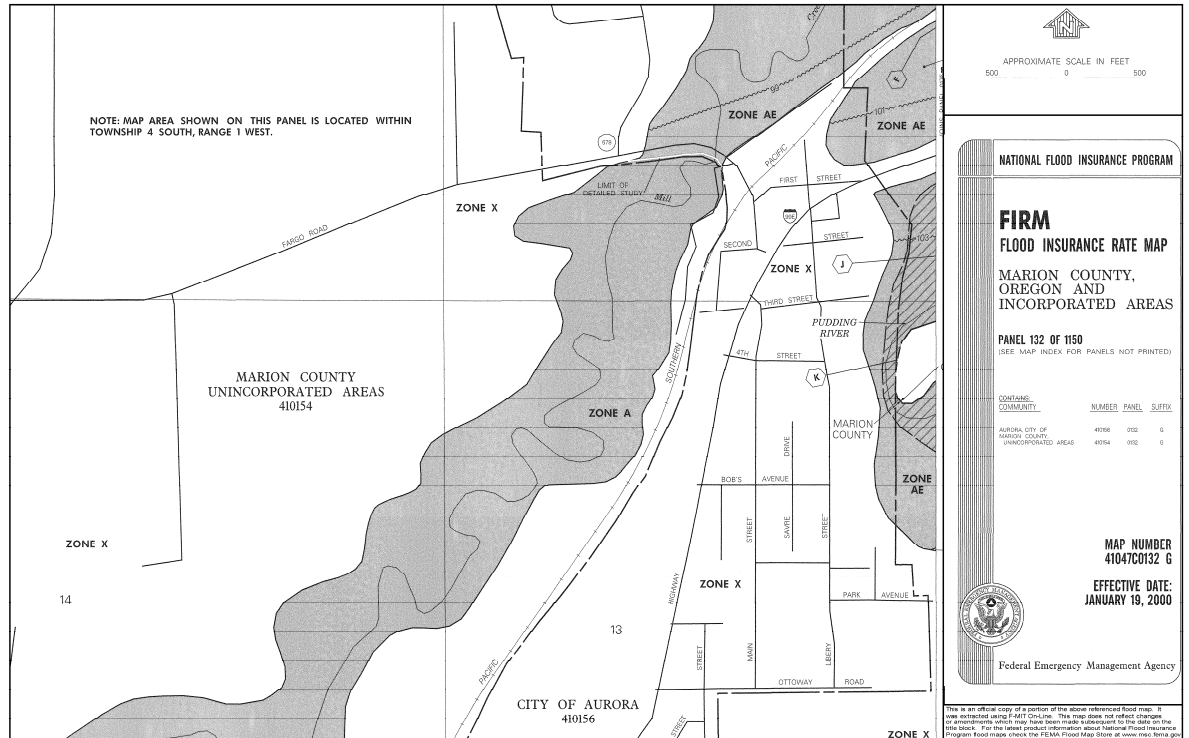 NOTE: MAP AREA SHOWN ON THIS PANEL IS LOCATED WITHIN
TOWNSHIP 4 SOUTH, RANGE 1 WEST.
678
99
ZONE AE
101
ZONE AE
PACIFIC
LIMIT OF
DETAILED STUDY
Mill
FIRST STREET
ZONE X
FARGO ROAD
99E
SECOND
STREET
103
ZONE X
J
THIRD STREET
PUDDING
RIVER
4TH STREET
SOUTHERN
K
MARION COUNTY
UNINCORPORATED AREAS
410154
ZONE A
MARION
COUNTY
DRIVE
BOB'S AVENUE
ZONE
AE
STREET
SAVRE
STREET
ZONE X
HIGHWAY
ZONE X
PARK AVENUE
14
13
STREET
MAIN
LIBERY
PACIFIC
OTTOWAY ROAD
CITY OF AURORA
410156
STREET
ZONE X
APPROXIMATE SCALE IN FEET
500 0 500
NATIONAL FLOOD INSURANCE PROGRAM
FIRM
FLOOD INSURANCE RATE MAP
MARION COUNTY,
OREGON AND
INCORPORATED AREAS
PANEL 132 OF 1150
(SEE MAP INDEX FOR PANELS NOT PRINTED)
CONTAINS:
COMMUNITY NUMBER PANEL SUFFIX
AURORA, CITY OF 410156 0132 G
MARION COUNTY,
UNINCORPORATED AREAS 410154 0132 G
MAP NUMBER
41047C0132 G
EFFECTIVE DATE:
JANUARY 19, 2000
Federal Emergency Management Agency
This is an official copy of a portion of the above referenced flood map. It
was extracted using F-MIT On-Line. This map does not reflect changes
or amendments which may have been made subsequent to the date on the
title block. For the latest product information about National Flood Insurance
Program flood maps check the FEMA Flood Map Store at www.msc.fema.gov